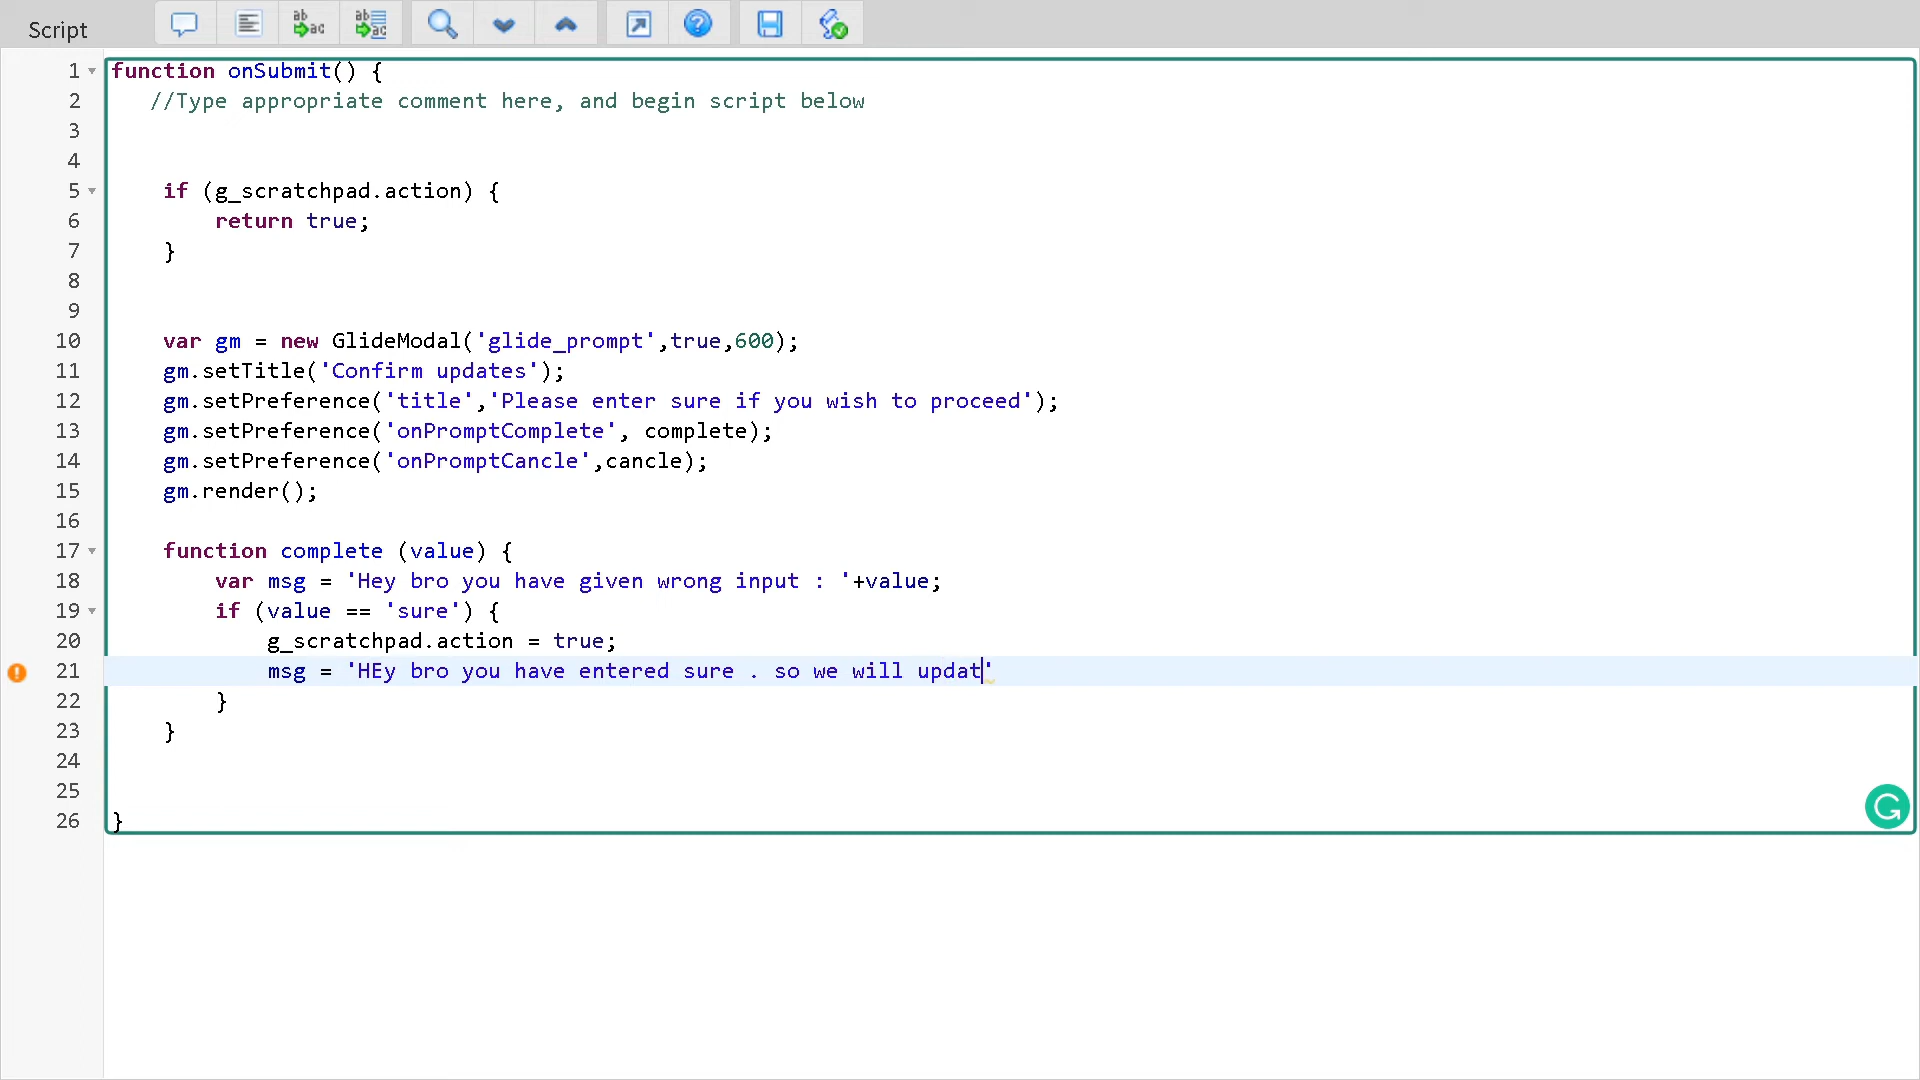 Script
1 function onSubmit() {
2 //Type appropriate comment here, and begin script below
3
4
5 if (g_scratchpad.action) {
6 return true;
7 }
8
9
10 var gm = new GlideModal('glide_prompt',true,600);
11 gm.setTitle('Confirm updates');
12 gm.setPreference('title','Please enter sure if you wish to proceed');
13 gm.setPreference('onPromptComplete', complete);
14 gm.setPreference('onPromptCancle',cancle);
15 gm.render();
16
17 function complete (value) {
18 var msg = 'Hey bro you have given wrong input : '+value;
19 if (value == 'sure') {
20 g_scratchpad.action = true;
21 msg = 'HEy bro you have entered sure . so we will updat'
22 }
23 }
24
25
26 }